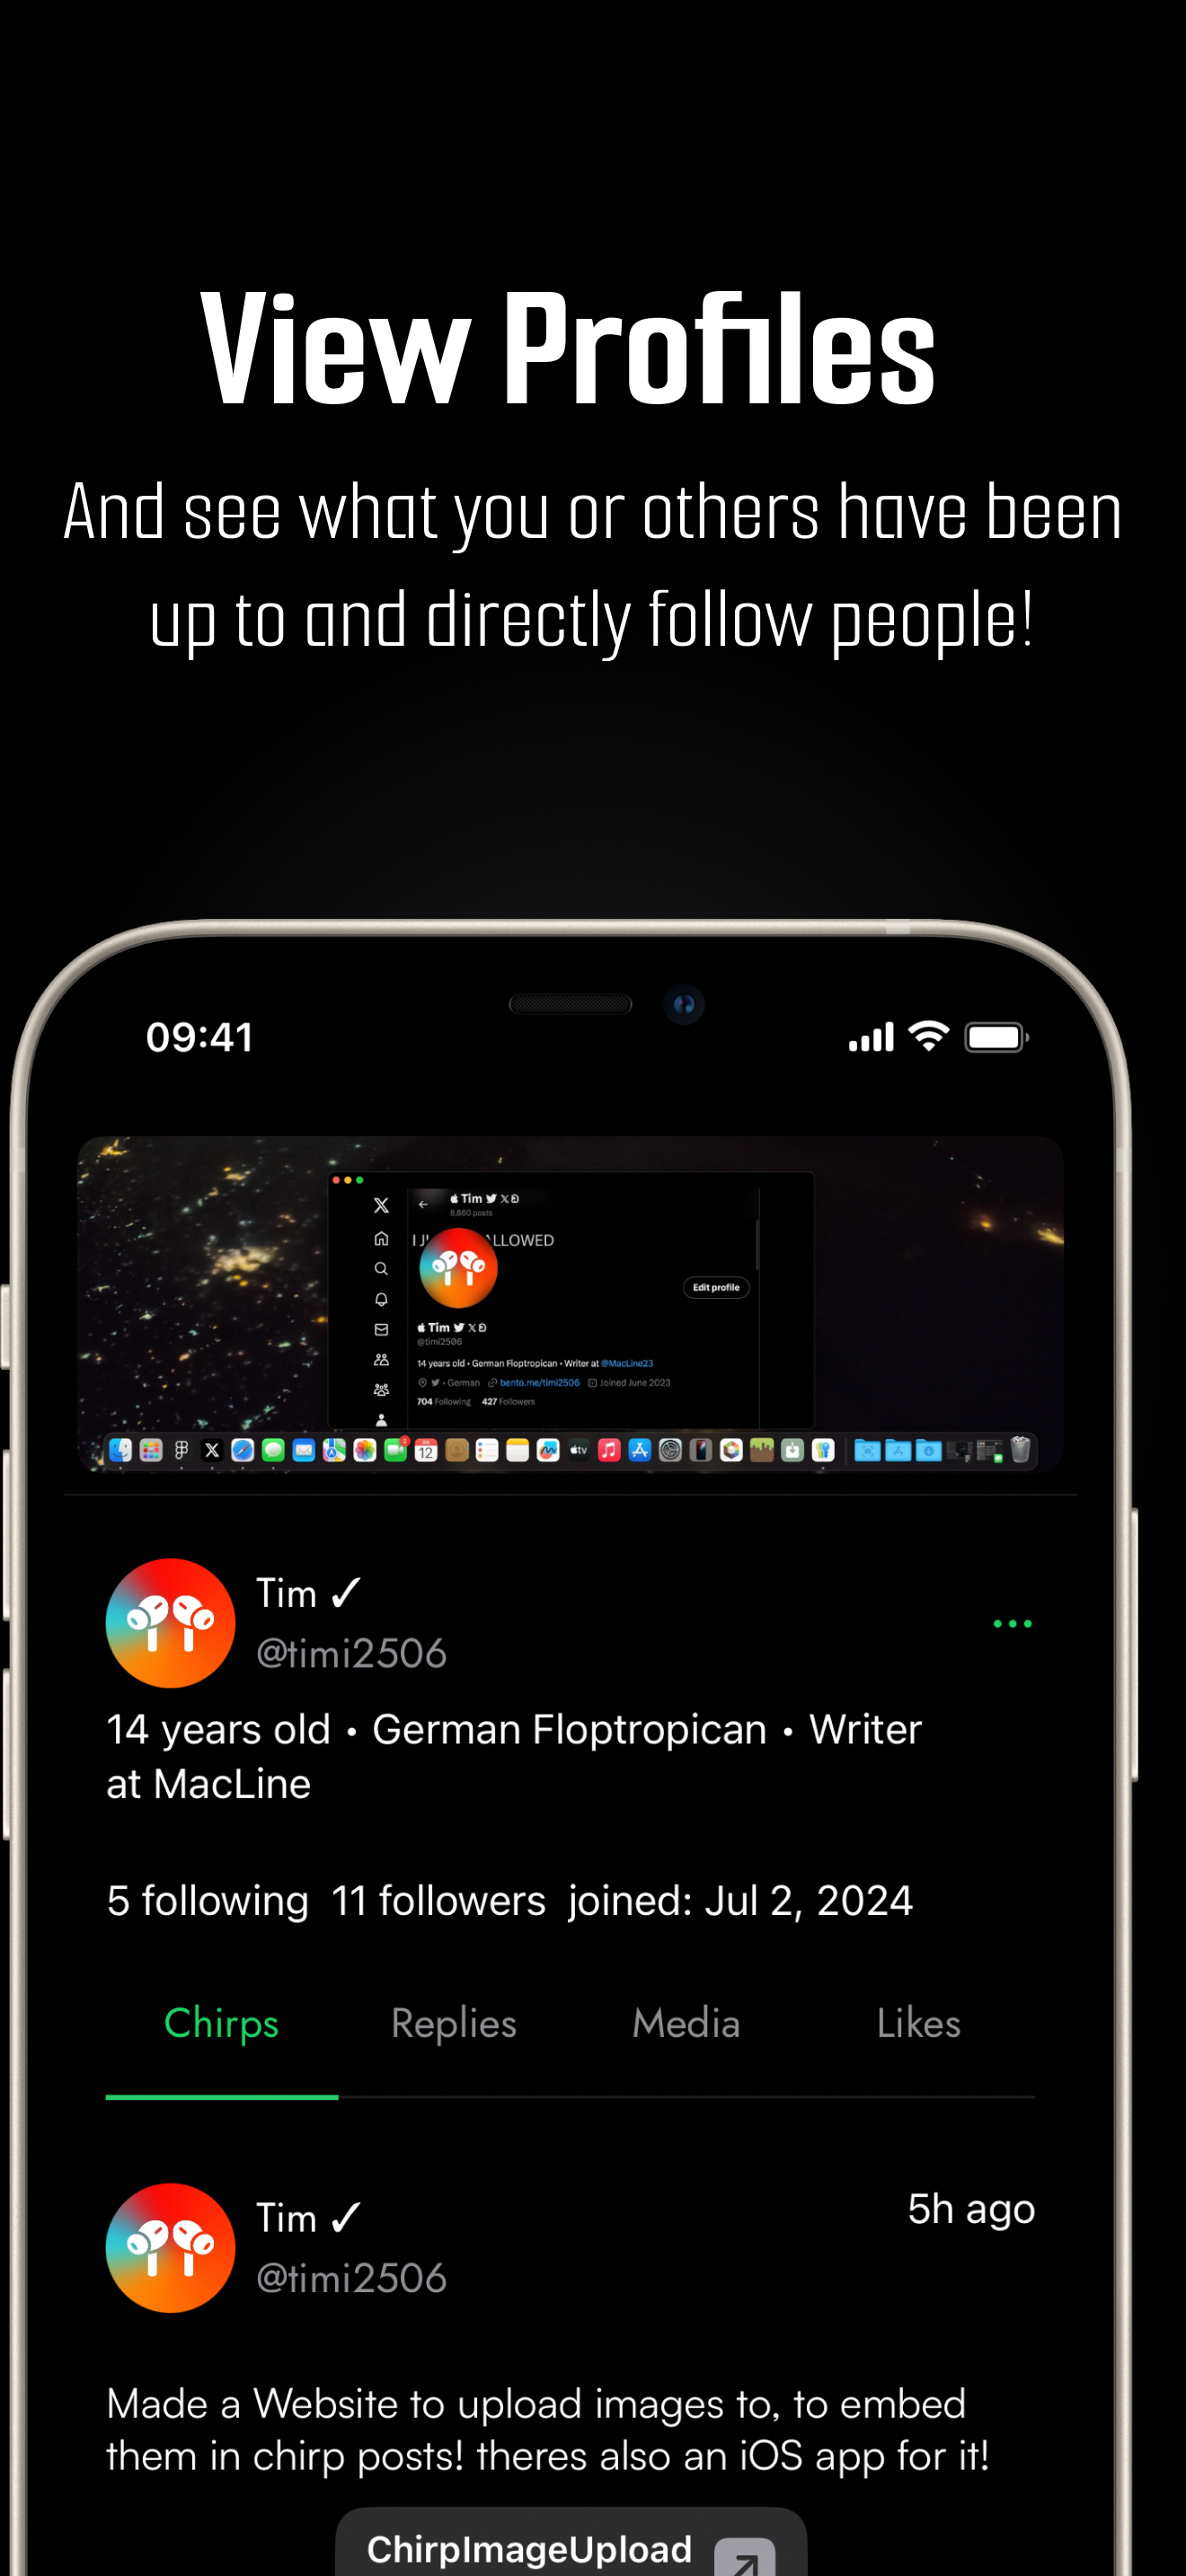 View Profiles
And see what you or others have been
up to and directly follow people!
09:41
Tim
8,660 posts
ALLOWED
Edit profile
Tim
@timi2506
14 years old • German Floptropican • Writer at @MacLine23
• German bento.me/timi2506 Joined June 2023
704 Following 427 Followers
12
tv
Tim ✓
@timi2506
14 years old • German Floptropican • Writer
at MacLine
5 following 11 followers joined: Jul 2, 2024
Chirps Replies Media Likes
Tim ✓
5h ago
@timi2506
Made a Website to upload images to, to embed
them in chirp posts! theres also an iOS app for it!
ChirpImageUpload